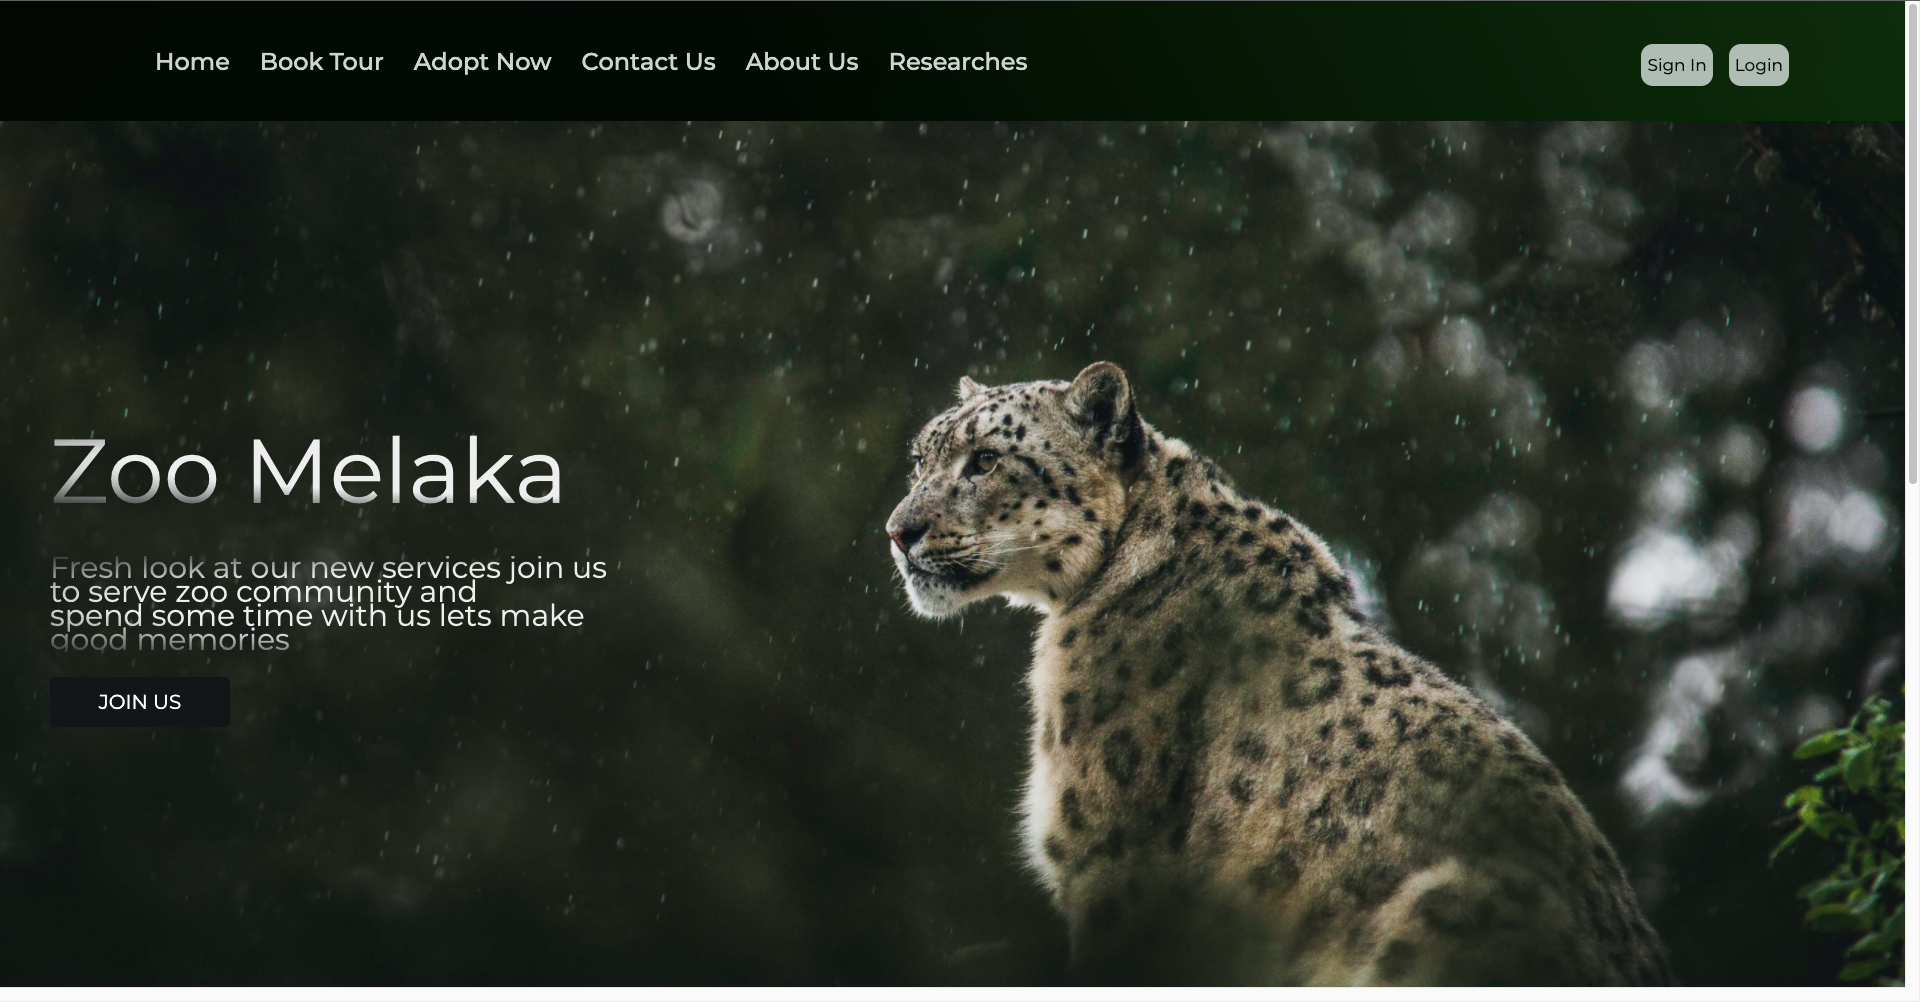 Home Book Tour Adopt Now Contact Us About Us Researches Sign In Login
Zoo Melaka
Fresh look at our new services join us
to serve zoo community and
spend some time with us lets make
good memories
JOIN US